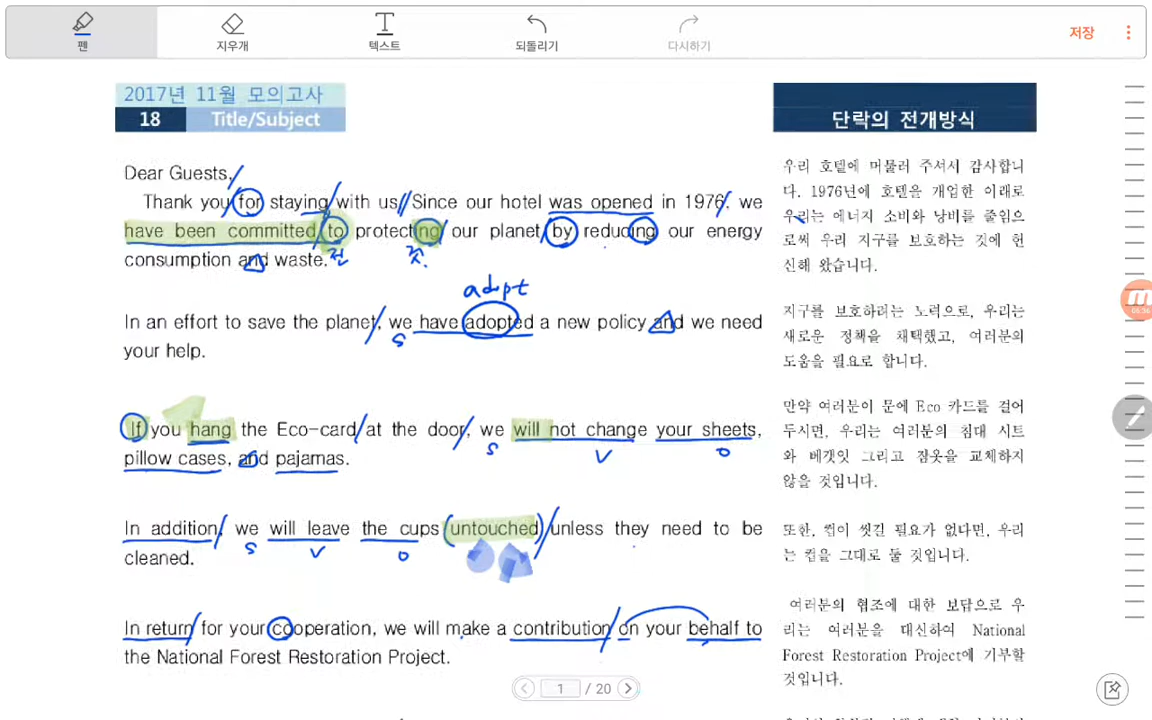 펜
지우개
텍스트
되돌리기
다시하기
저장
2017년 11월 모의고사
18 Title/Subject
단락의 전개방식
Dear Guests,
Thank you for staying with us. Since our hotel was opened in 1976, we
have been committed to protecting our planet by reducing our energy
consumption and waste.
전
것.
adopt
In an effort to save the planet, we have adopted a new policy and we need
S
your help.
If you hang the Eco-card at the door, we will not change your sheets,
S V O
pillow cases, and pajamas.
In addition, we will leave the cups (untouched) unless they need to be
S V O
cleaned.
In return for your cooperation, we will make a contribution on your behalf to
the National Forest Restoration Project.
우리 호텔에 머물러 주셔서 감사합니
다. 1976년에 호텔을 개업한 이래로
우리는 에너지 소비와 낭비를 줄임으
로써 우리 지구를 보호하는 것에 헌
신해 왔습니다.
지구를 보호하려는 노력으로, 우리는
새로운 정책을 채택했고, 여러분의
도움을 필요로 합니다.
만약 여러분이 문에 Eco 카드를 걸어
두시면, 우리는 여러분의 침대 시트
와 베갯잇 그리고 잠옷을 교체하지
않을 것입니다.
또한, 컵이 씻길 필요가 없다면, 우리
는 컵을 그대로 둘 것입니다.
여러분의 협조에 대한 보답으로 우
리는 여러분을 대신하여 National
Forest Restoration Project에 기부할
것입니다.
1 / 20